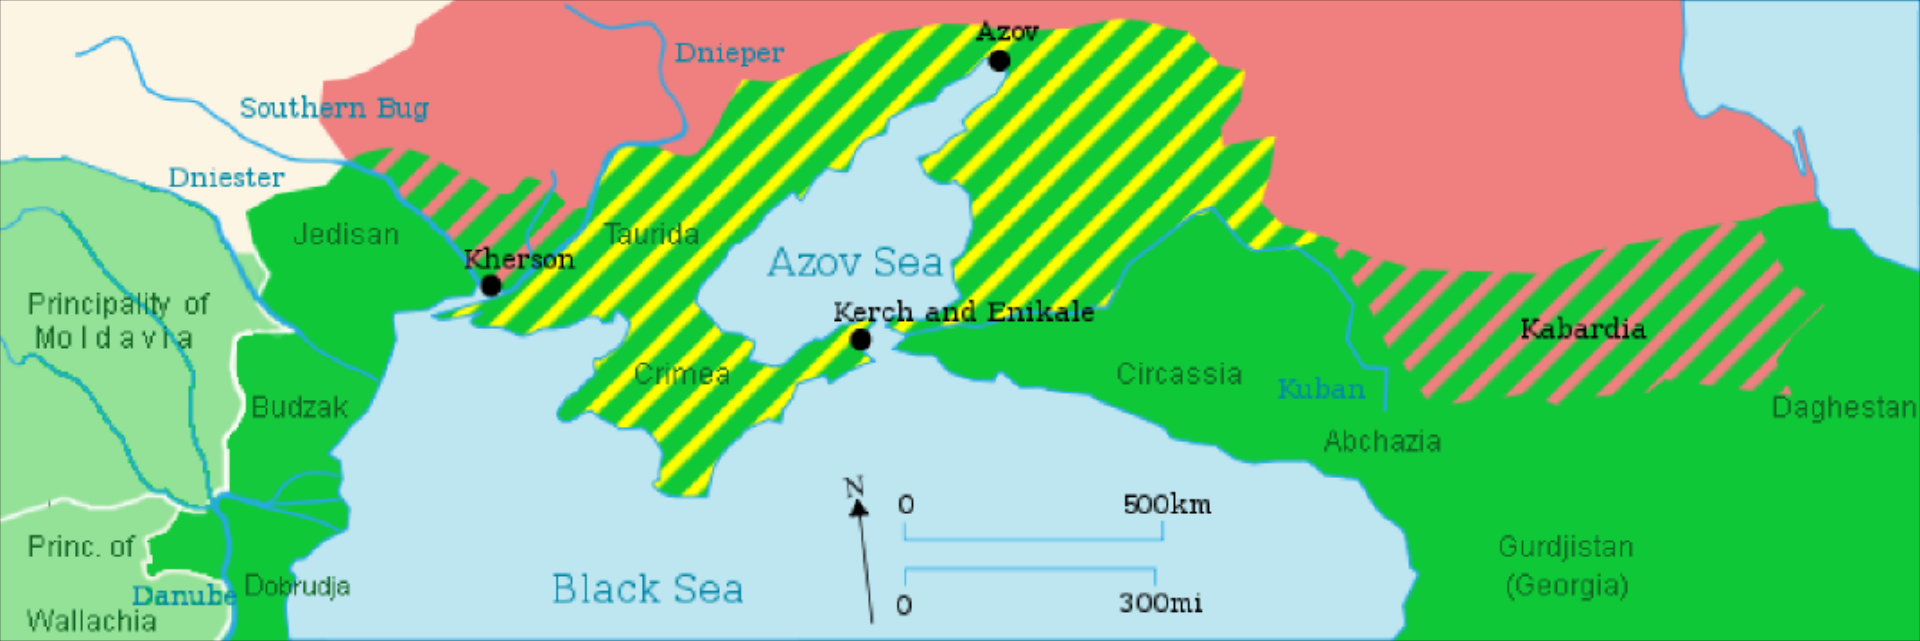 Azov
Dnieper
Southern Bug
Dniester
Jedisan
Taurida
Kherson
Azov Sea
Principality of
Moldavia
Kerch and Enikale
Kabardia
Crimea
Circassia
Kuban
Budzak
Daghestan
Abchazia
N
0 500km
Princ. of
Gurdjistan
(Georgia)
Danube
Dobrudja
Black Sea
0 300mi
Wallachia